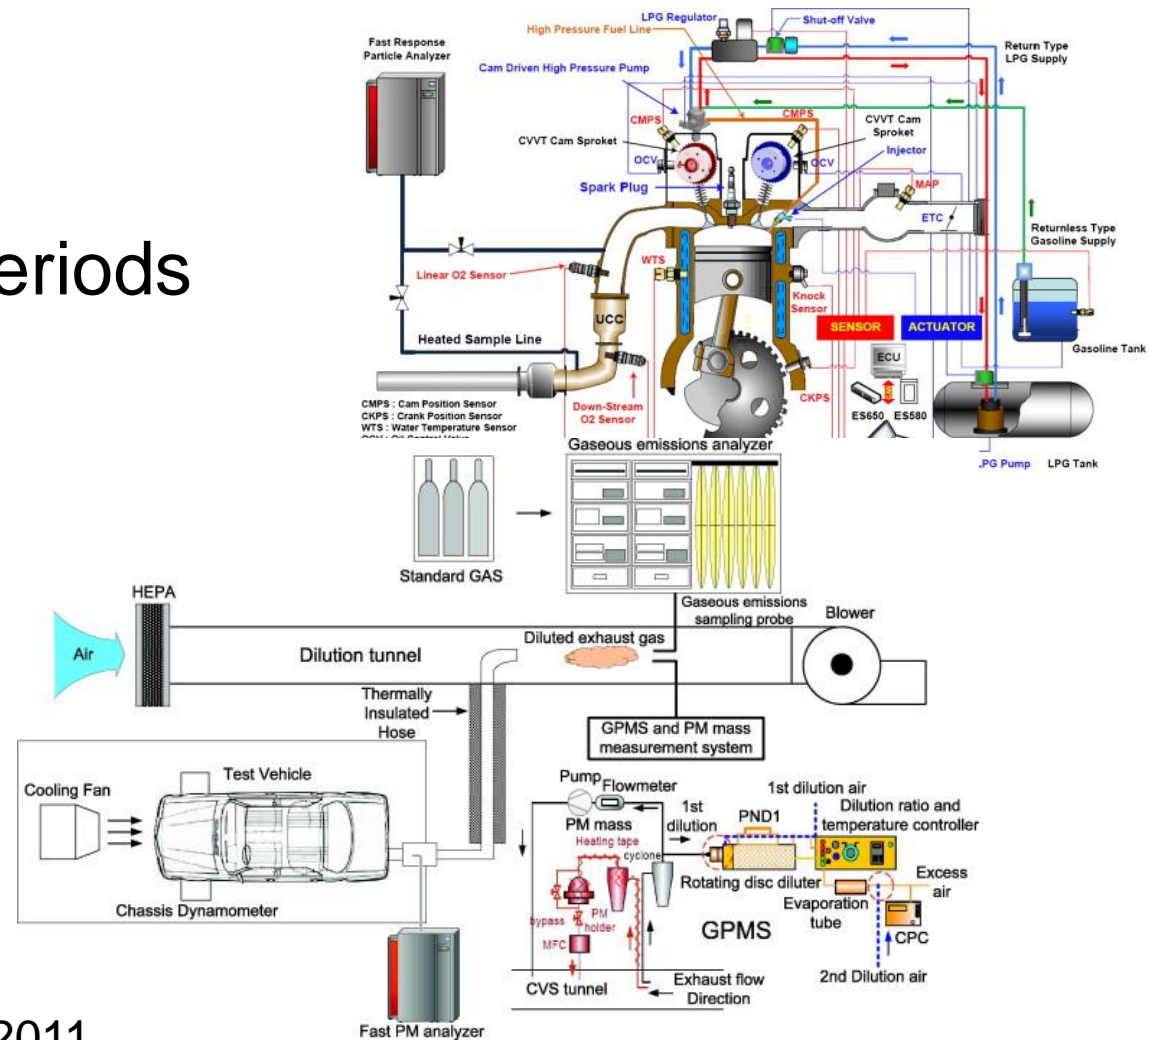 eriods
2011
LPG Regulator
Shut-off Valve
High Pressure Fuel Line
Return Type
LPG Supply
Fast Response
Particle Analyzer
Cam Driven High Pressure Pump
CMPS
CMPS
CVVT Cam
Sproket
CVVT Cam Sproket
Injector
OCV
OCV
Spark Plug
MAP
ETC
Returnless Type
Gasoline Supply
Linear O2 Sensor
WTS
Knock
Sensor
UCC
SENSOR
ACTUATOR
Heated Sample Line
Gasoline Tank
ECU
CKPS
ES650
ES580
Down-Stream
O2 Sensor
CMPS : Cam Position Sensor
CKPS : Crank Position Sensor
WTS : Water Temperature Sensor
LPG Tank
.PG Pump
Gaseous emissions analyzer
Standard GAS
HEPA
Air
Dilution tunnel
Diluted exhaust gas
Gaseous emissions
sampling probe
Blower
Thermally
Insulated
Hose
GPMS and PM mass
measurement system
Cooling Fan
Test Vehicle
Chassis Dynamometer
Fast PM analyzer
Pump
Flowmeter
PM mass
1st
dilution
PND1
1st dilution air
Dilution ratio and
temperature controller
Heating tape
cyclone
Rotating disc diluter
Excess
air
Evaporation
tube
CPC
bypass
PM
holder
MFC
GPMS
2nd Dilution air
CVS tunnel
Exhaust flow
Direction